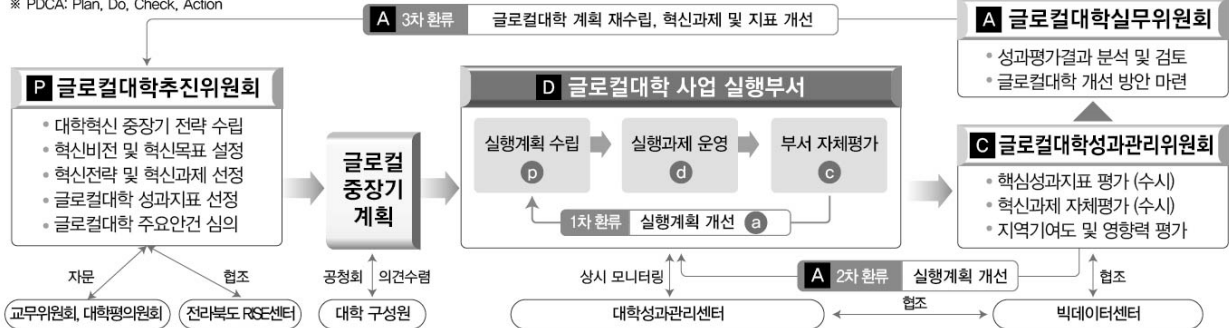 ※ PDCA: Plan, Do, Check, Action
A 3차 환류 글로컬대학 계획 재수립, 혁신과제 및 지표 개선
A 글로컬대학실무위원회
• 성과평가결과 분석 및 검토
• 글로컬대학 개선 방안 마련
P 글로컬대학추진위원회
• 대학혁신 중장기 전략 수립
• 혁신비전 및 혁신목표 설정
• 혁신전략 및 혁신과제 선정
• 글로컬대학 성과지표 선정
• 글로컬대학 주요안건 심의
글로컬
중장기
계획
D 글로컬대학 사업 실행부서
실행계획 수립
p
실행과제 운영
d
부서 자체평가
c
1차 환류 실행계획 개선 a
C 글로컬대학성과관리위원회
• 핵심성과지표 평가 (수시)
• 혁신과제 자체평가 (수시)
• 지역기여도 및 영향력 평가
자문
협조
공청회 의견수렴
상시 모니터링
A 2차 환류 실행계획 개선
협조
교무위원회, 대학평의원회
전라북도 RISE센터
대학 구성원
대학성과관리센터
협조
빅데이터센터